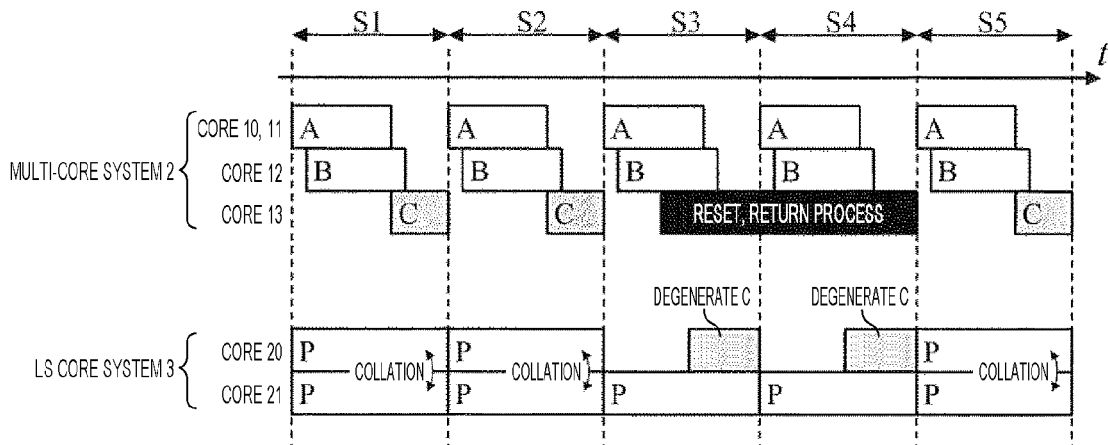 S1 S2 S3 S4 S5
t
CORE 10, 11 A A A A A
MULTI-CORE SYSTEM 2 CORE 12 B B B B B
CORE 13 C C RESET, RETURN PROCESS C
DEGENERATE C DEGENERATE C
LS CORE SYSTEM 3 CORE 20 P P P
COLLATION COLLATION COLLATION
CORE 21 P P P P P